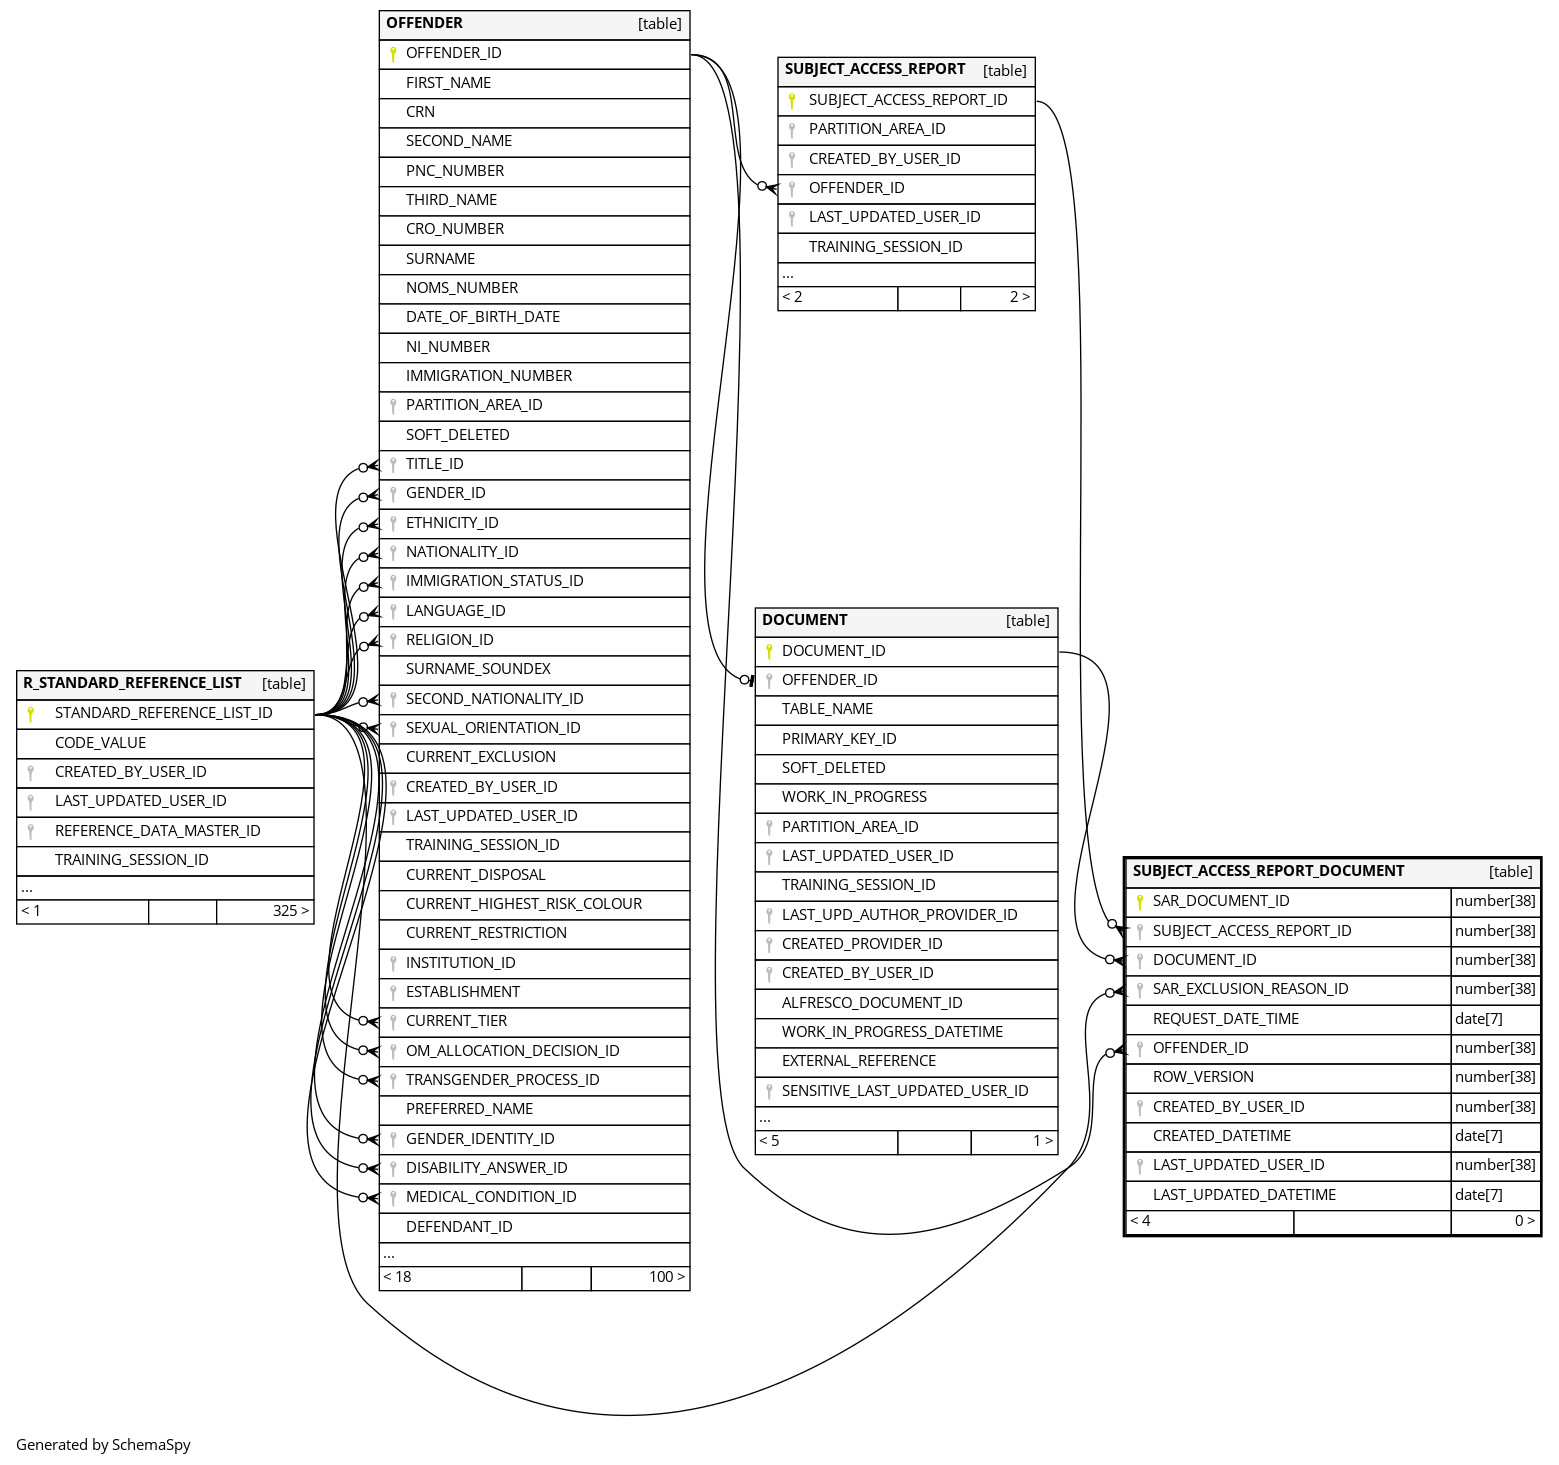 OFFENDER [table]
OFFENDER_ID
FIRST_NAME
CRN
SECOND_NAME
PNC_NUMBER
THIRD_NAME
CRO_NUMBER
SURNAME
NOMS_NUMBER
DATE_OF_BIRTH_DATE
NI_NUMBER
IMMIGRATION_NUMBER
PARTITION_AREA_ID
SOFT_DELETED
TITLE_ID
GENDER_ID
ETHNICITY_ID
NATIONALITY_ID
IMMIGRATION_STATUS_ID
LANGUAGE_ID
RELIGION_ID
SURNAME_SOUNDEX
SECOND_NATIONALITY_ID
SEXUAL_ORIENTATION_ID
CURRENT_EXCLUSION
CREATED_BY_USER_ID
LAST_UPDATED_USER_ID
TRAINING_SESSION_ID
CURRENT_DISPOSAL
CURRENT_HIGHEST_RISK_COLOUR
CURRENT_RESTRICTION
INSTITUTION_ID
ESTABLISHMENT
CURRENT_TIER
OM_ALLOCATION_DECISION_ID
TRANSGENDER_PROCESS_ID
PREFERRED_NAME
GENDER_IDENTITY_ID
DISABILITY_ANSWER_ID
MEDICAL_CONDITION_ID
DEFENDANT_ID
...
< 18 100 >
SUBJECT_ACCESS_REPORT [table]
SUBJECT_ACCESS_REPORT_ID
PARTITION_AREA_ID
CREATED_BY_USER_ID
OFFENDER_ID
LAST_UPDATED_USER_ID
TRAINING_SESSION_ID
...
< 2 2 >
R_STANDARD_REFERENCE_LIST [table]
STANDARD_REFERENCE_LIST_ID
CODE_VALUE
CREATED_BY_USER_ID
LAST_UPDATED_USER_ID
REFERENCE_DATA_MASTER_ID
TRAINING_SESSION_ID
...
< 1 325 >
DOCUMENT [table]
DOCUMENT_ID
OFFENDER_ID
TABLE_NAME
PRIMARY_KEY_ID
SOFT_DELETED
WORK_IN_PROGRESS
PARTITION_AREA_ID
LAST_UPDATED_USER_ID
TRAINING_SESSION_ID
LAST_UPD_AUTHOR_PROVIDER_ID
CREATED_PROVIDER_ID
CREATED_BY_USER_ID
ALFRESCO_DOCUMENT_ID
WORK_IN_PROGRESS_DATETIME
EXTERNAL_REFERENCE
SENSITIVE_LAST_UPDATED_USER_ID
...
< 5 1 >
SUBJECT_ACCESS_REPORT_DOCUMENT [table]
SAR_DOCUMENT_ID number[38]
SUBJECT_ACCESS_REPORT_ID number[38]
DOCUMENT_ID number[38]
SAR_EXCLUSION_REASON_ID number[38]
REQUEST_DATE_TIME date[7]
OFFENDER_ID number[38]
ROW_VERSION number[38]
CREATED_BY_USER_ID number[38]
CREATED_DATETIME date[7]
LAST_UPDATED_USER_ID number[38]
LAST_UPDATED_DATETIME date[7]
< 4 0 >
Generated by SchemaSpy